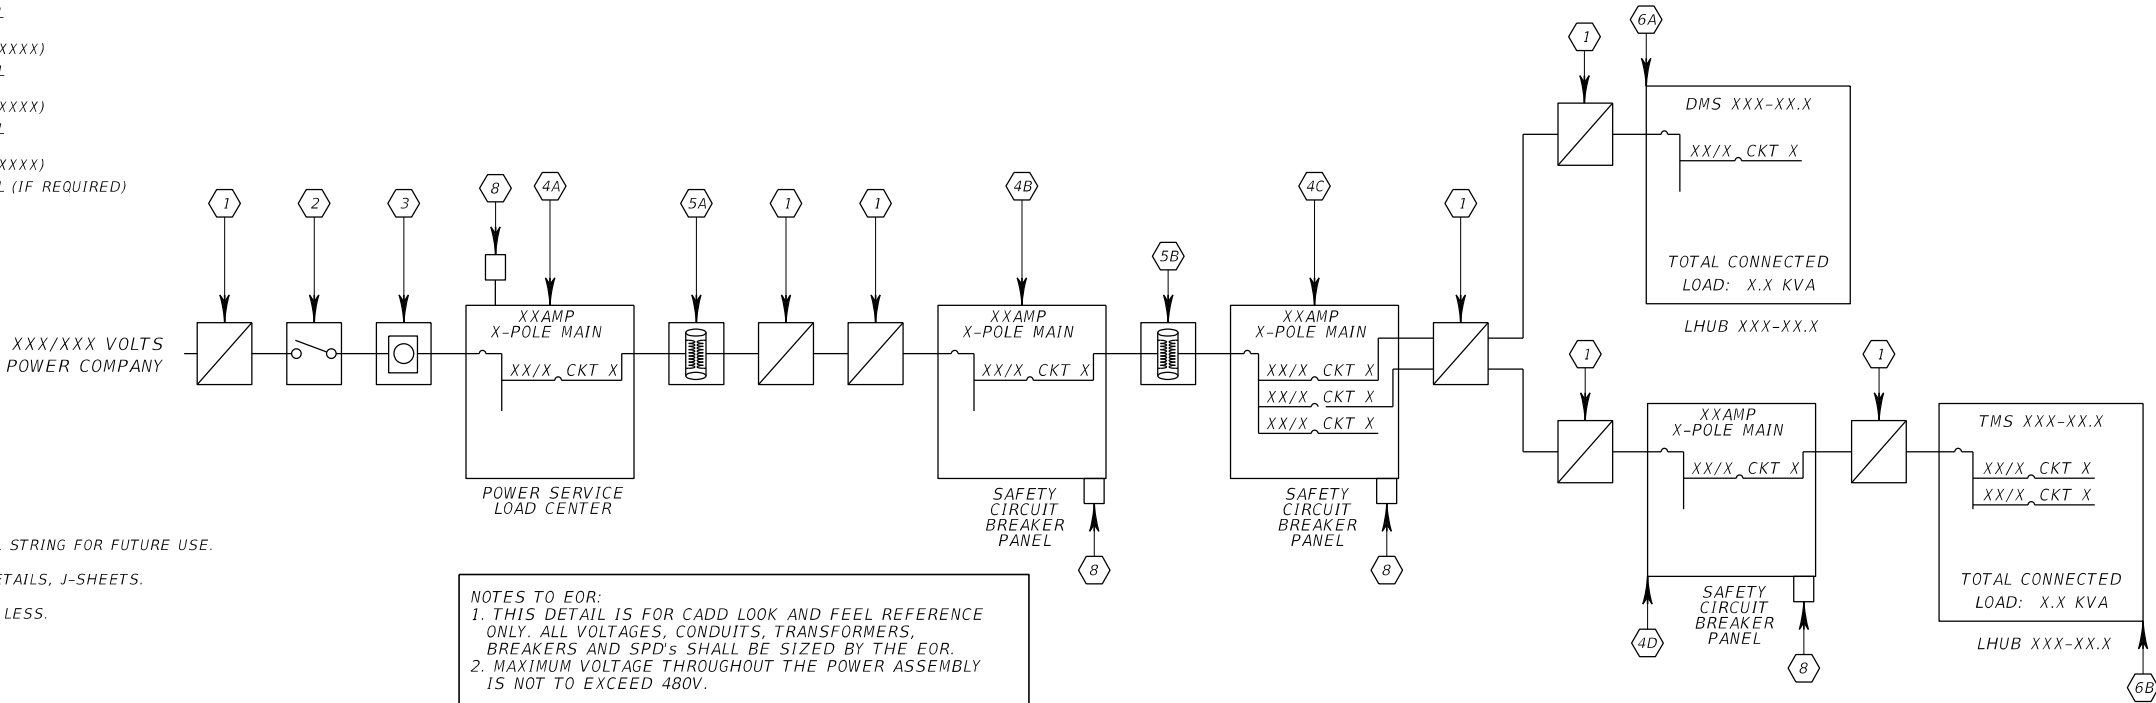 XXXX)
XXXX)
XXXX)
(IF REQUIRED)
XXX/XXX VOLTS
POWER COMPANY
1
2
3
8
4A
XXAMP
X-POLE MAIN
XX/X CKT X
POWER SERVICE
LOAD CENTER
5A
1
1
4B
XXAMP
X-POLE MAIN
XX/X CKT X
SAFETY
CIRCUIT
BREAKER
PANEL
8
5B
4C
XXAMP
X-POLE MAIN
XX/X CKT X
XX/X CKT X
XX/X CKT X
SAFETY
CIRCUIT
BREAKER
PANEL
8
1
1
6A
DMS XXX-XX.X
XX/X CKT X
TOTAL CONNECTED
LOAD: X.X KVA
LHUB XXX-XX.X
1
XXAMP
X-POLE MAIN
XX/X CKT X
SAFETY
CIRCUIT
BREAKER
PANEL
4D
8
1
TMS XXX-XX.X
XX/X CKT X
XX/X CKT X
TOTAL CONNECTED
LOAD: X.X KVA
LHUB XXX-XX.X
6B
STRING FOR FUTURE USE.
ETAILS, J-SHEETS.
LESS.
NOTES TO EOR:
1. THIS DETAIL IS FOR CADD LOOK AND FEEL REFERENCE
ONLY. ALL VOLTAGES, CONDUITS, TRANSFORMERS,
BREAKERS AND SPD's SHALL BE SIZED BY THE EOR.
2. MAXIMUM VOLTAGE THROUGHOUT THE POWER ASSEMBLY
IS NOT TO EXCEED 480V.